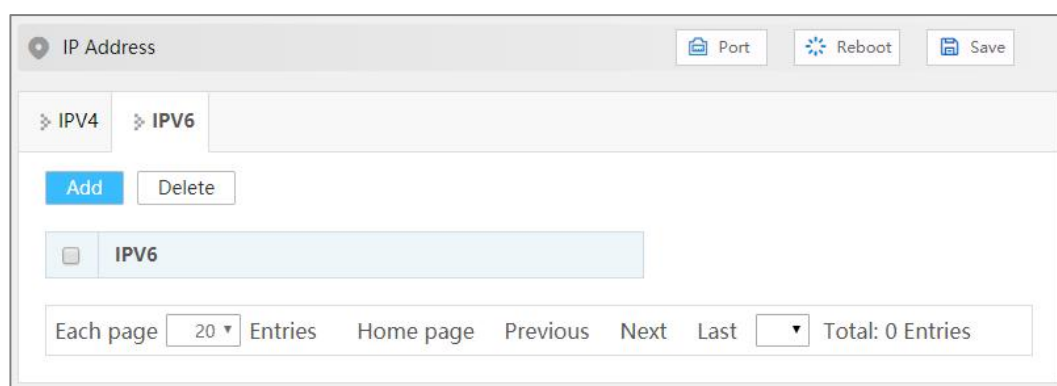 IP Address Port Reboot Save
IPV4 IPV6
Add Delete
IPV6
Each page 20 Entries Home page Previous Next Last Total: 0 Entries